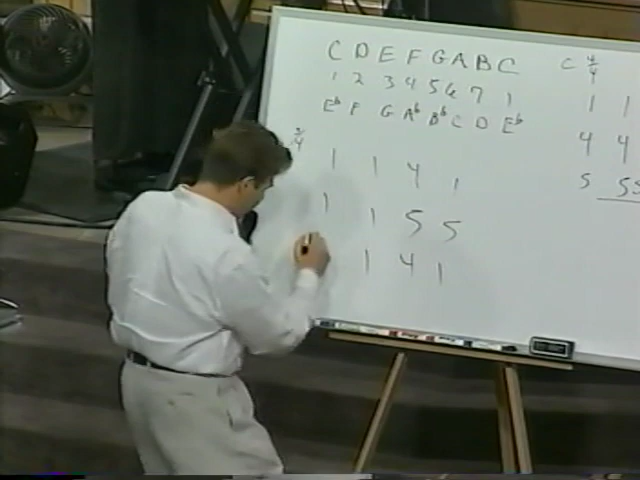 C D E F G A B C
1 2 3 4 5 6 7 1
E♭ F G A♭ B♭ C D E♭
3/4
1 1 4 1
1 1 5 5
1 4 1
C 4/4
1 1
4 4
5 55